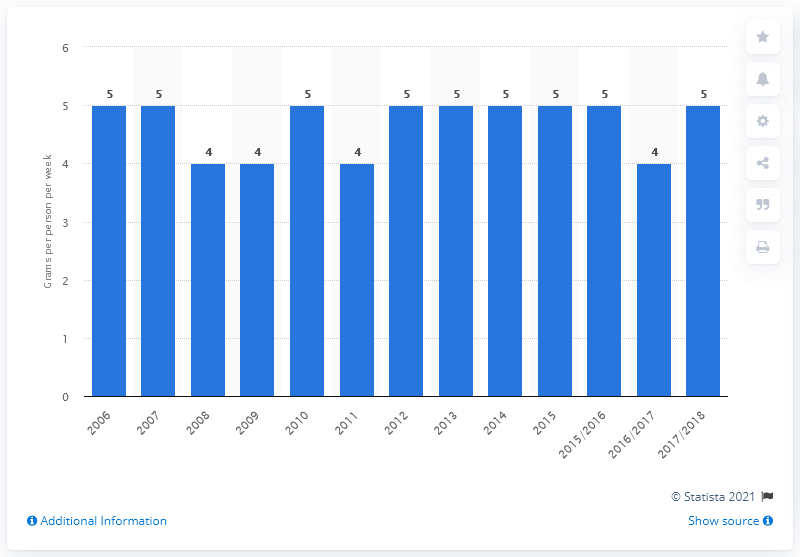 6
5
4
3
2
1
0
Grams per person per week
5 5 4 4 5 4 5 5 5 5 5 4 5
2006 2007 2008 2009 2010 2011 2012 2013 2014 2015 2015/2016 2016/2017 2017/2018
© Statista 2021
Additional Information
Show source